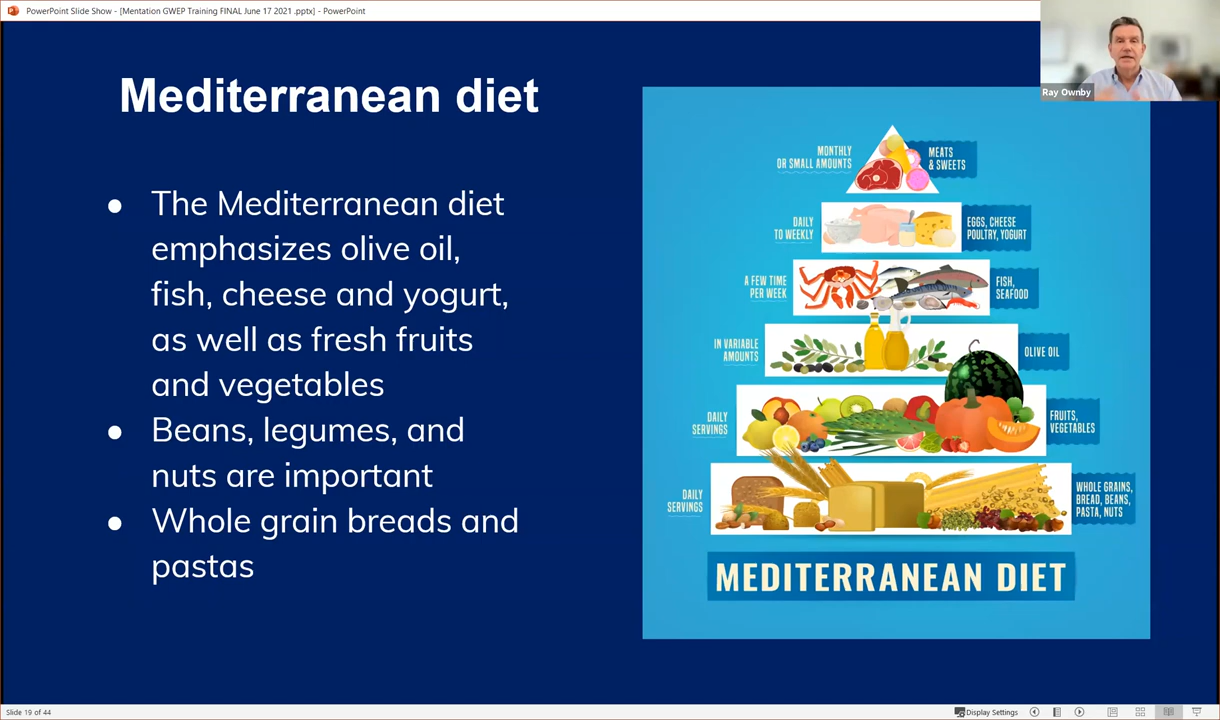 PowerPoint Slide Show - [Mentation GWEP Training FINAL June 17 2021 .pptx] - PowerPoint
Ray Ownby
Mediterranean diet
● The Mediterranean diet
emphasizes olive oil,
fish, cheese and yogurt,
as well as fresh fruits
and vegetables
● Beans, legumes, and
nuts are important
● Whole grain breads and
pastas
MONTHLY
OR SMALL AMOUNTS
MEATS
& SWEETS
DAILY
TO WEEKLY
EGGS, CHEESE
POULTRY, YOGURT
A FEW TIME
PER WEEK
FISH,
SEAFOOD
IN VARIABLE
AMOUNTS
OLIVE OIL
DAILY
SERVINGS
FRUITS,
VEGETABLES
DAILY
SERVINGS
WHOLE GRAINS,
BREAD, BEANS,
PASTA, NUTS
MEDITERRANEAN DIET
Slide 19 of 44
Display Settings